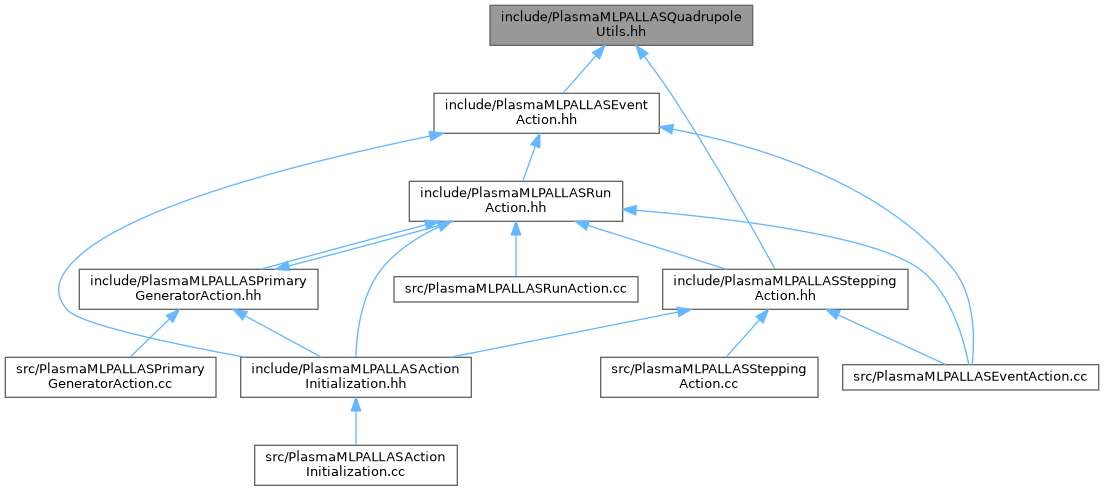 include/PlasmaMLPALLASQuadrupole
Utils.hh
include/PlasmaMLPALLASEvent
Action.hh
include/PlasmaMLPALLASRun
Action.hh
include/PlasmaMLPALLASPrimary
GeneratorAction.hh
src/PlasmaMLPALLASRunAction.cc
include/PlasmaMLPALLASStepping
Action.hh
src/PlasmaMLPALLASPrimary
GeneratorAction.cc
include/PlasmaMLPALLASAction
Initialization.hh
src/PlasmaMLPALLASStepping
Action.cc
src/PlasmaMLPALLASEventAction.cc
src/PlasmaMLPALLASAction
Initialization.cc